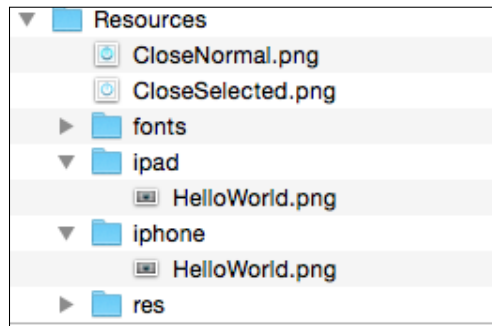 Resources
CloseNormal.png
CloseSelected.png
fonts
ipad
HelloWorld.png
iphone
HelloWorld.png
res